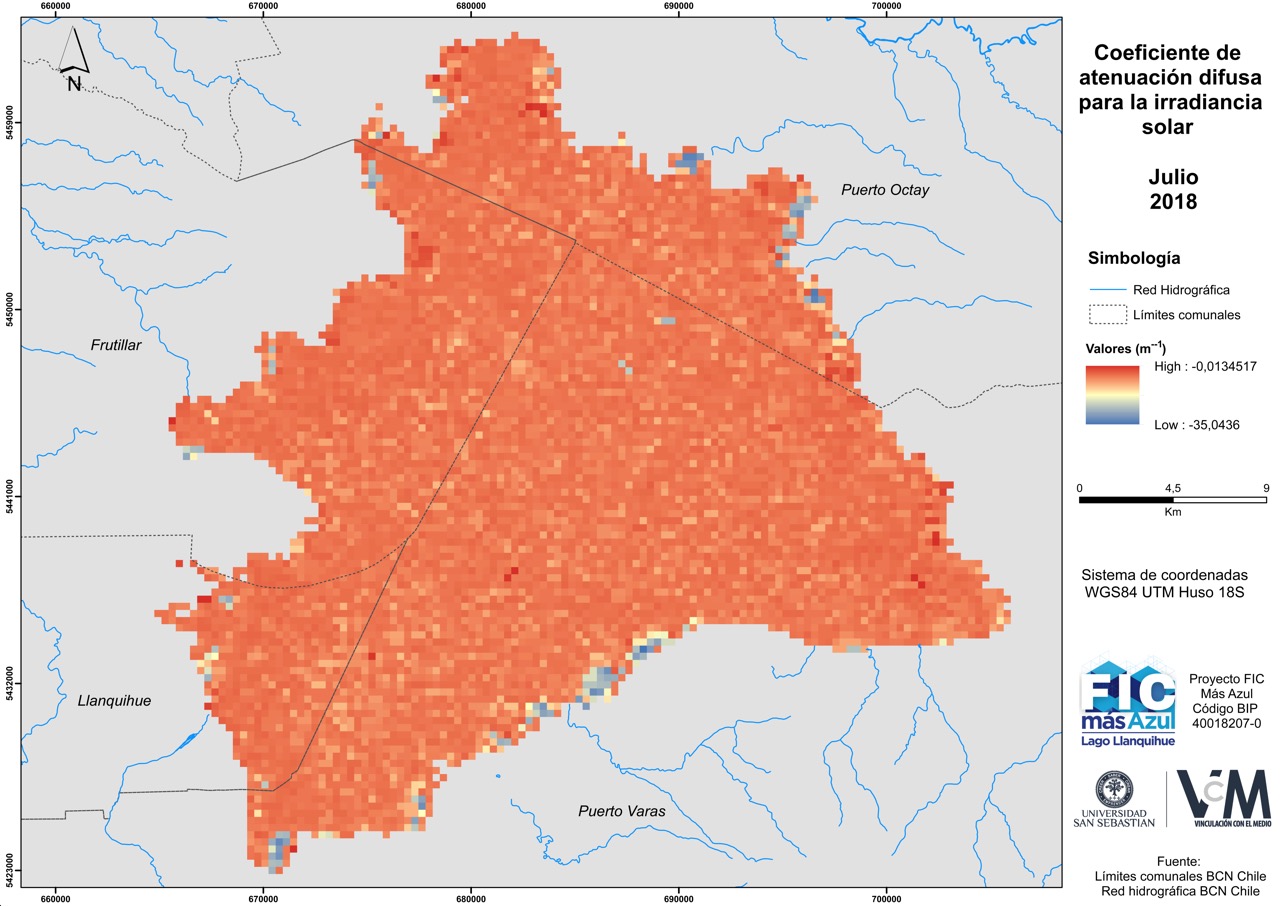 660000
670000
680000
690000
700000
N
5459000
5450000
5441000
5432000
5423000
Puerto Octay
Frutillar
Llanquihue
Puerto Varas
660000
670000
680000
690000
700000
Coeficiente de
atenuación difusa
para la irradiancia
solar
Julio
2018
Simbología
Red Hidrográfica
Límites comunales
Valores (m⁻⁻¹)
High : -0,0134517
Low : -35,0436
0 4,5 9
Km
Sistema de coordenadas
WGS84 UTM Huso 18S
FIC
más Azul
Lago Llanquihue
Proyecto FIC
Más Azul
Código BIP
40018207-0
UNIVERSIDAD
SAN SEBASTIAN
VcM
VINCULACIÓN CON EL MEDIO
Fuente:
Límites comunales BCN Chile
Red hidrográfica BCN Chile